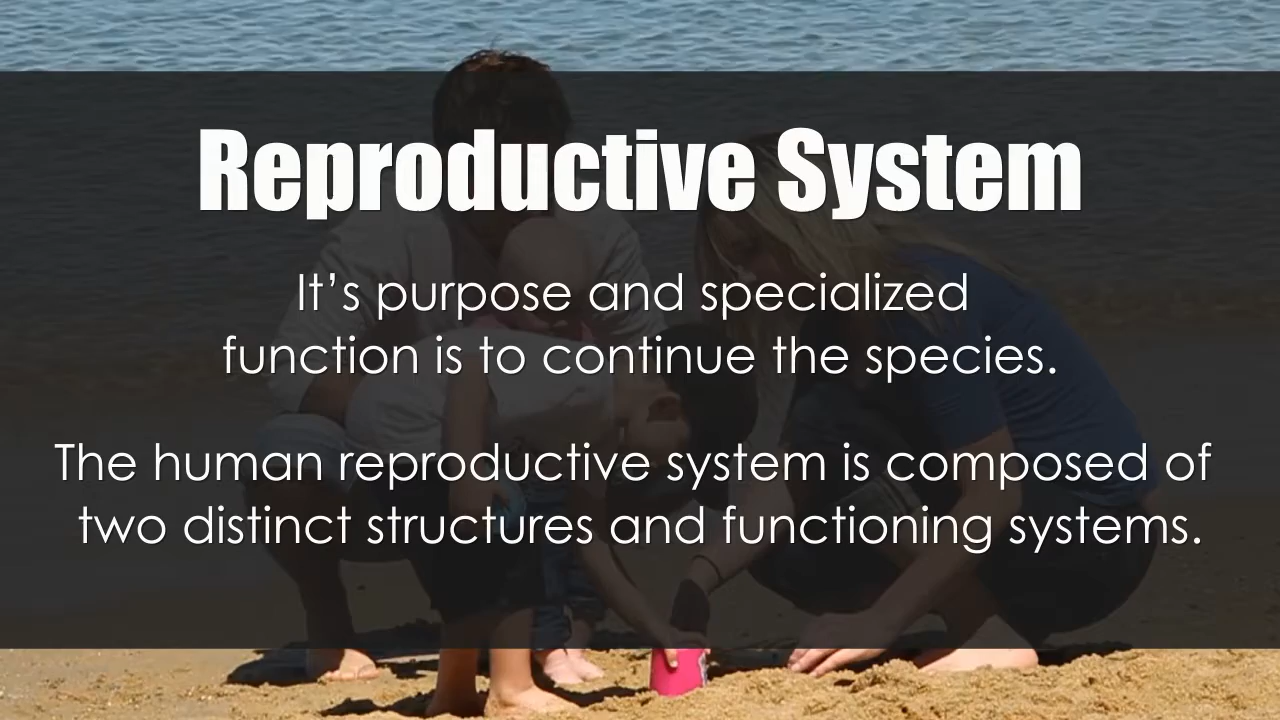 Reproductive System
It’s purpose and specialized
function is to continue the species.
The human reproductive system is composed of
two distinct structures and functioning systems.